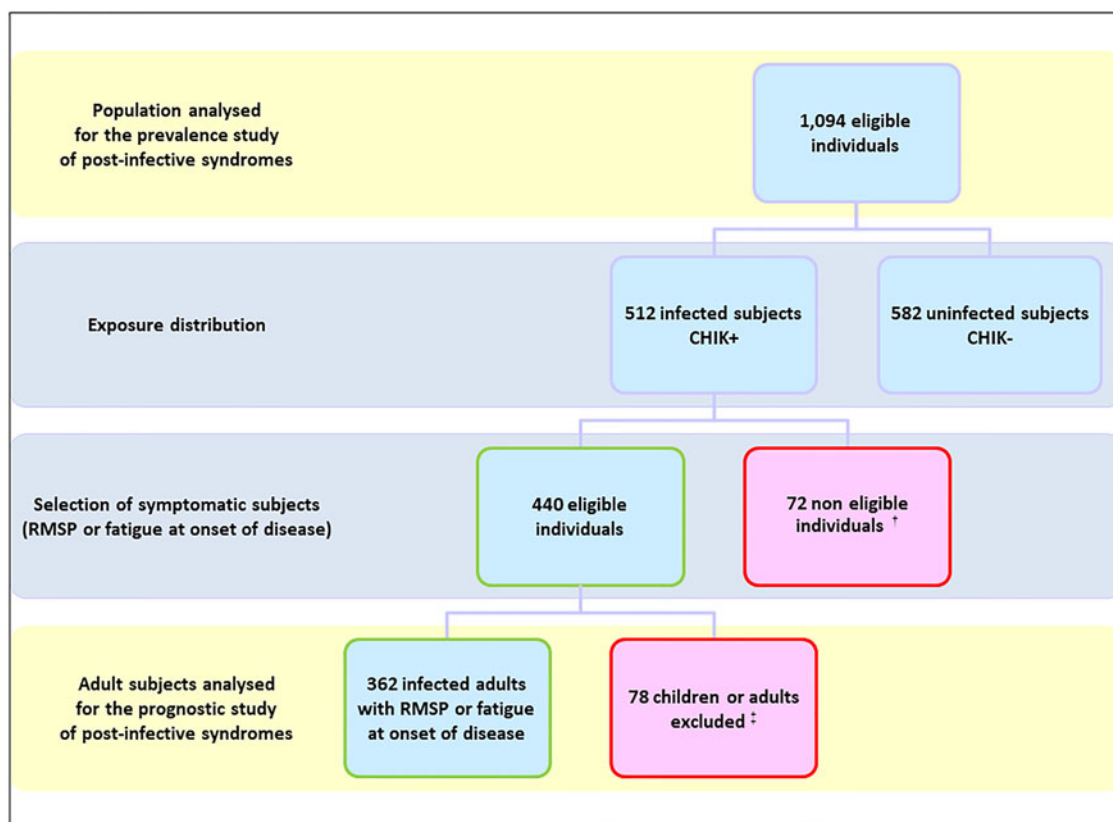 Population analysed
for the prevalence study
of post-infective syndromes
1,094 eligible
individuals
Exposure distribution
512 infected subjects
CHIK+
582 uninfected subjects
CHIK-
Selection of symptomatic subjects
(RMSP or fatigue at onset of disease)
440 eligible
individuals
72 non eligible
individuals †
Adult subjects analysed
for the prognostic study
of post-infective syndromes
362 infected adults
with RMSP or fatigue
at onset of disease
78 children or adults
excluded ‡